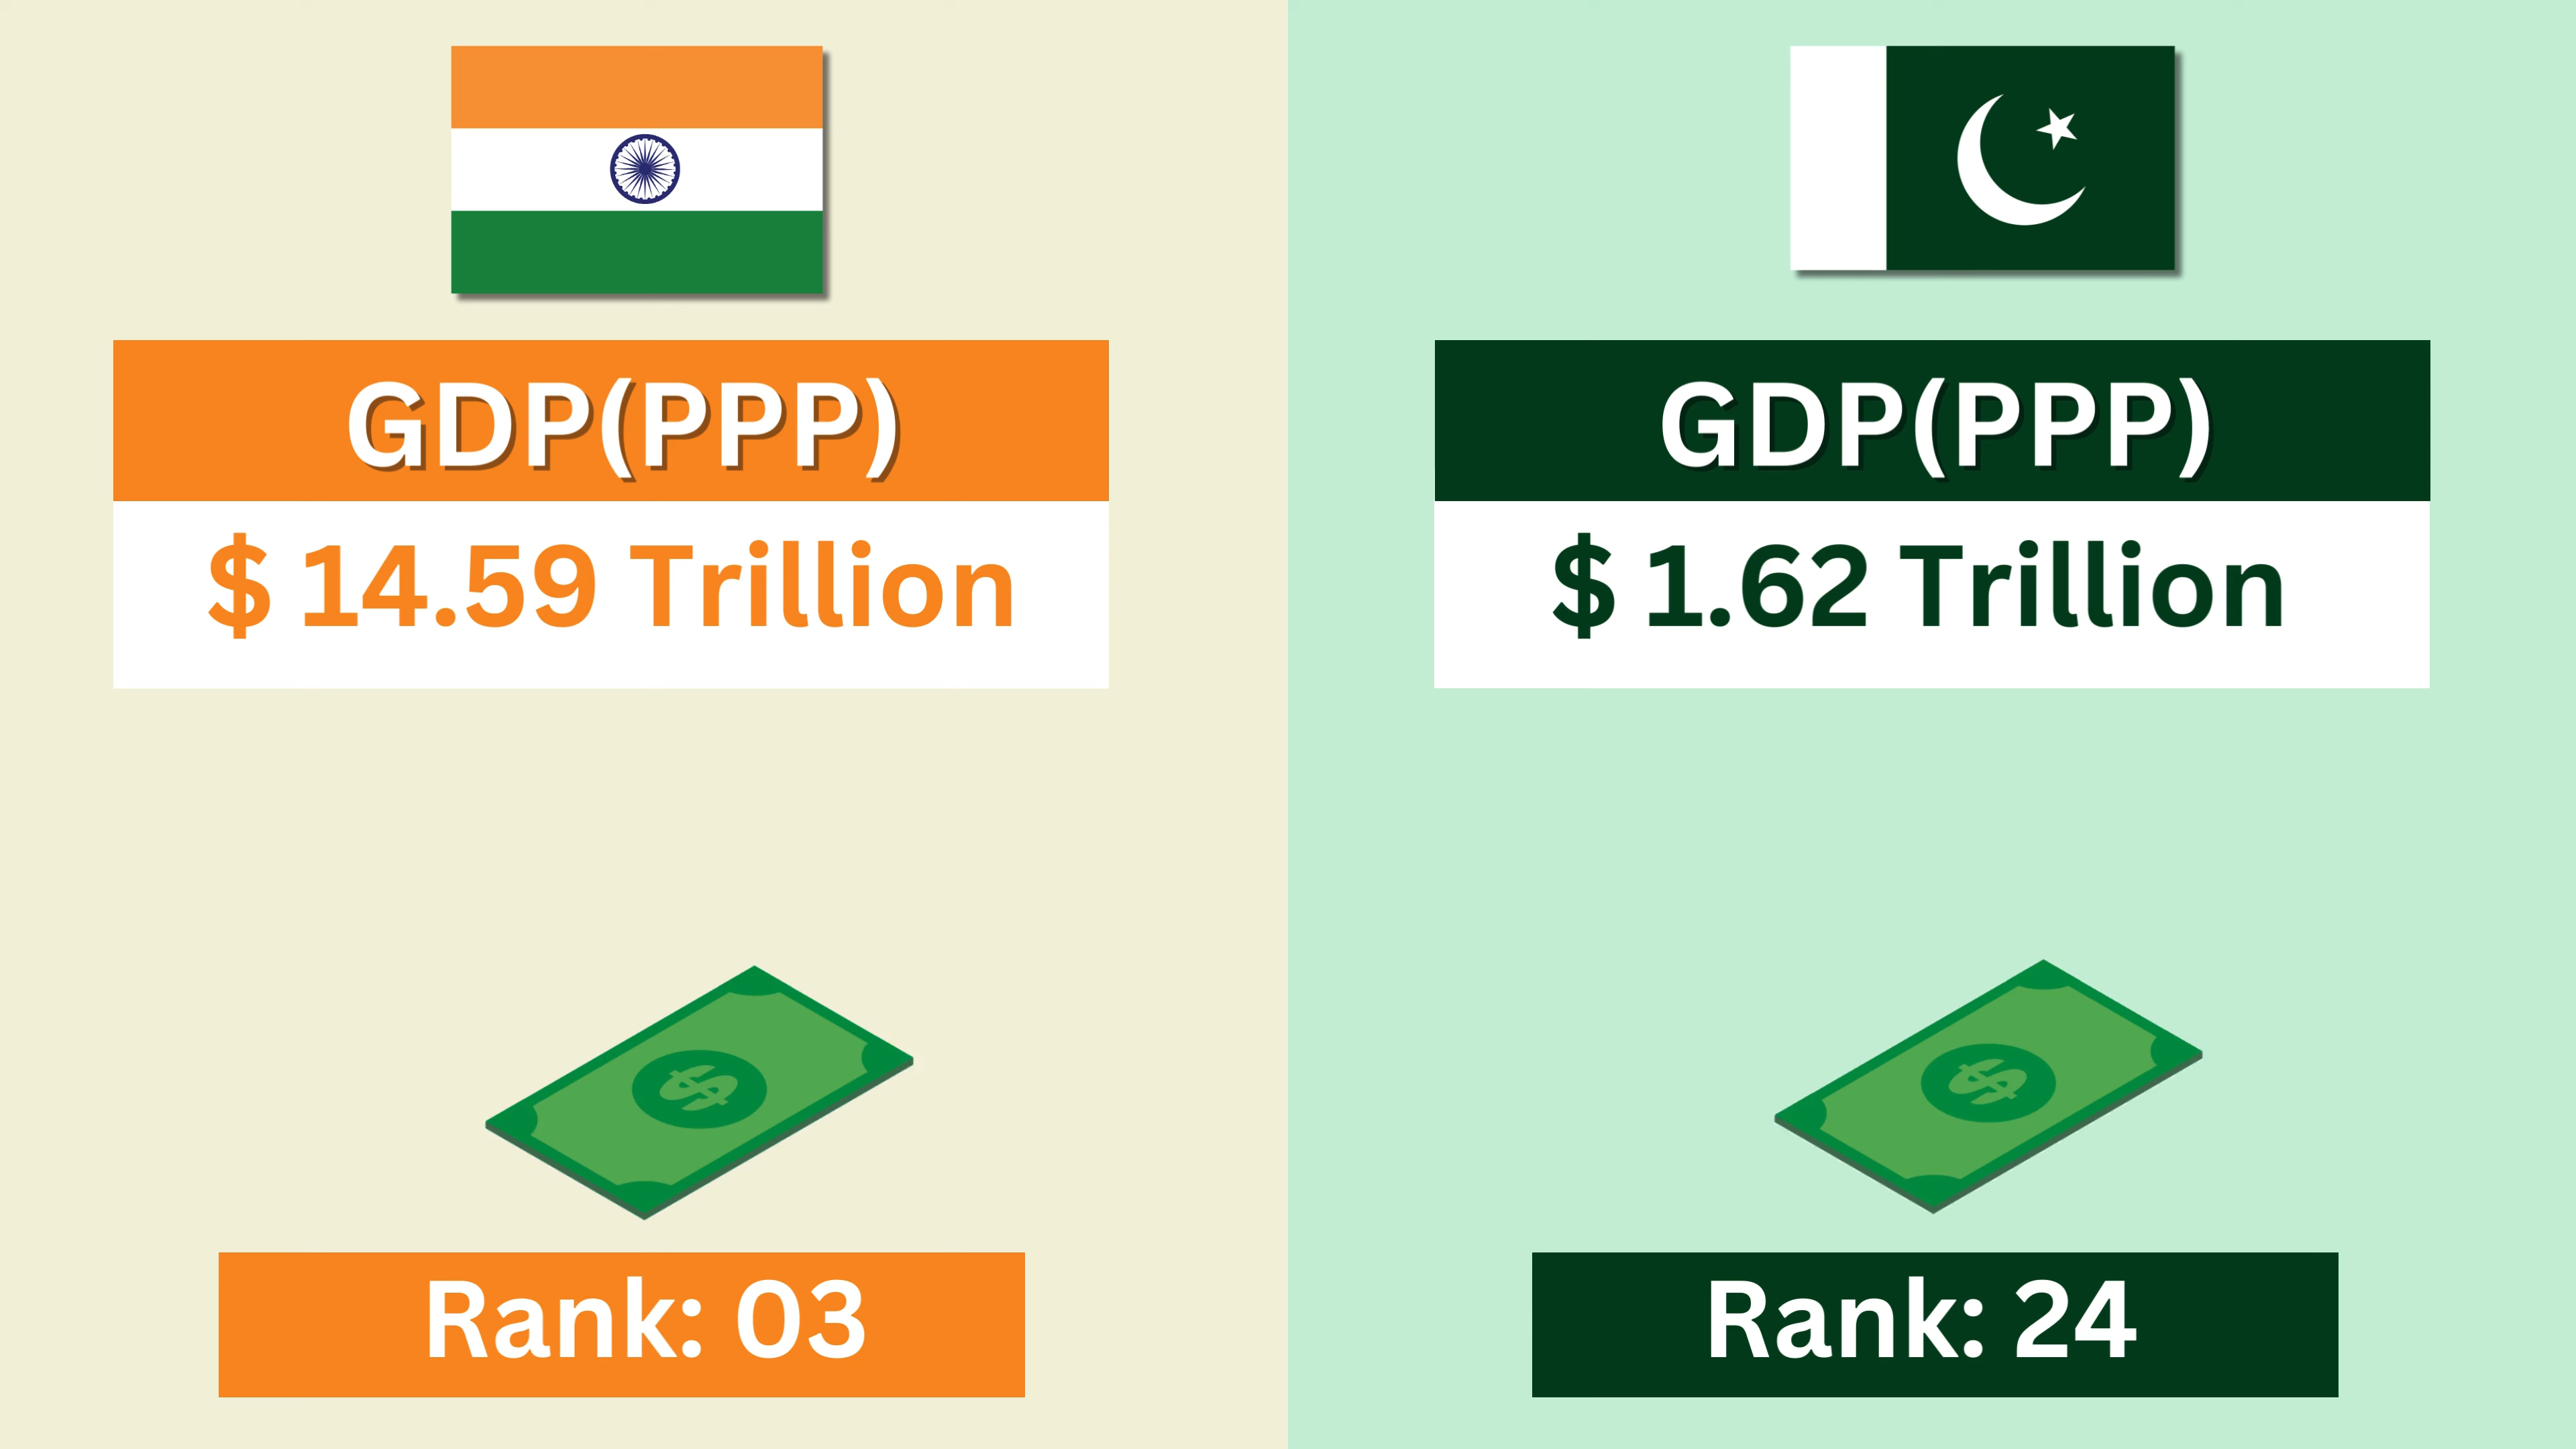 GDP(PPP)
$ 14.59 Trillion
Rank: 03
GDP(PPP)
$ 1.62 Trillion
Rank: 24